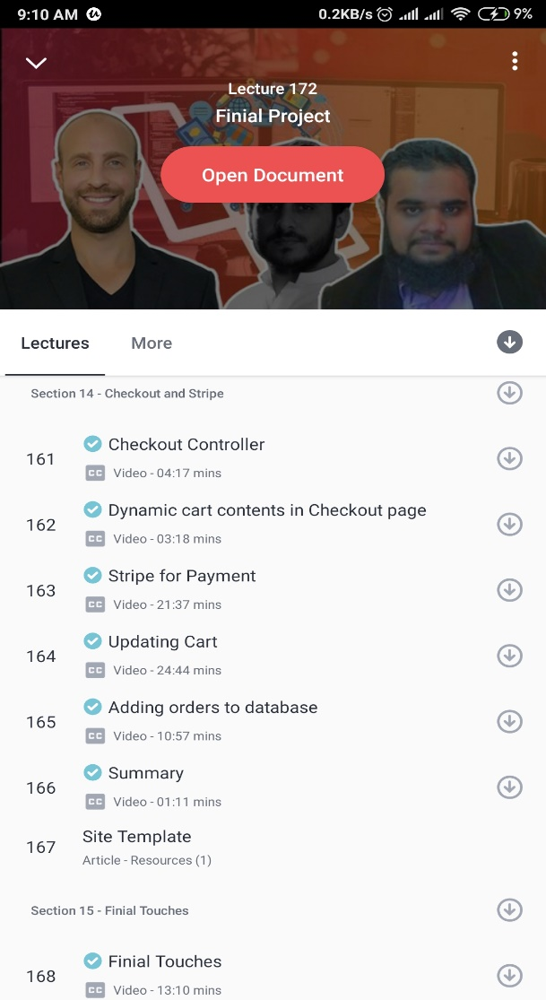 9:10 AM
0.2KB/s
9%
Lecture 172
Finial Project
Open Document
Lectures
More
Section 14 - Checkout and Stripe
161
Checkout Controller
CC Video - 04:17 mins
162
Dynamic cart contents in Checkout page
CC Video - 03:18 mins
163
Stripe for Payment
CC Video - 21:37 mins
164
Updating Cart
CC Video - 24:44 mins
165
Adding orders to database
CC Video - 10:57 mins
166
Summary
CC Video - 01:11 mins
167
Site Template
Article - Resources (1)
Section 15 - Finial Touches
168
Finial Touches
CC Video - 13:10 mins